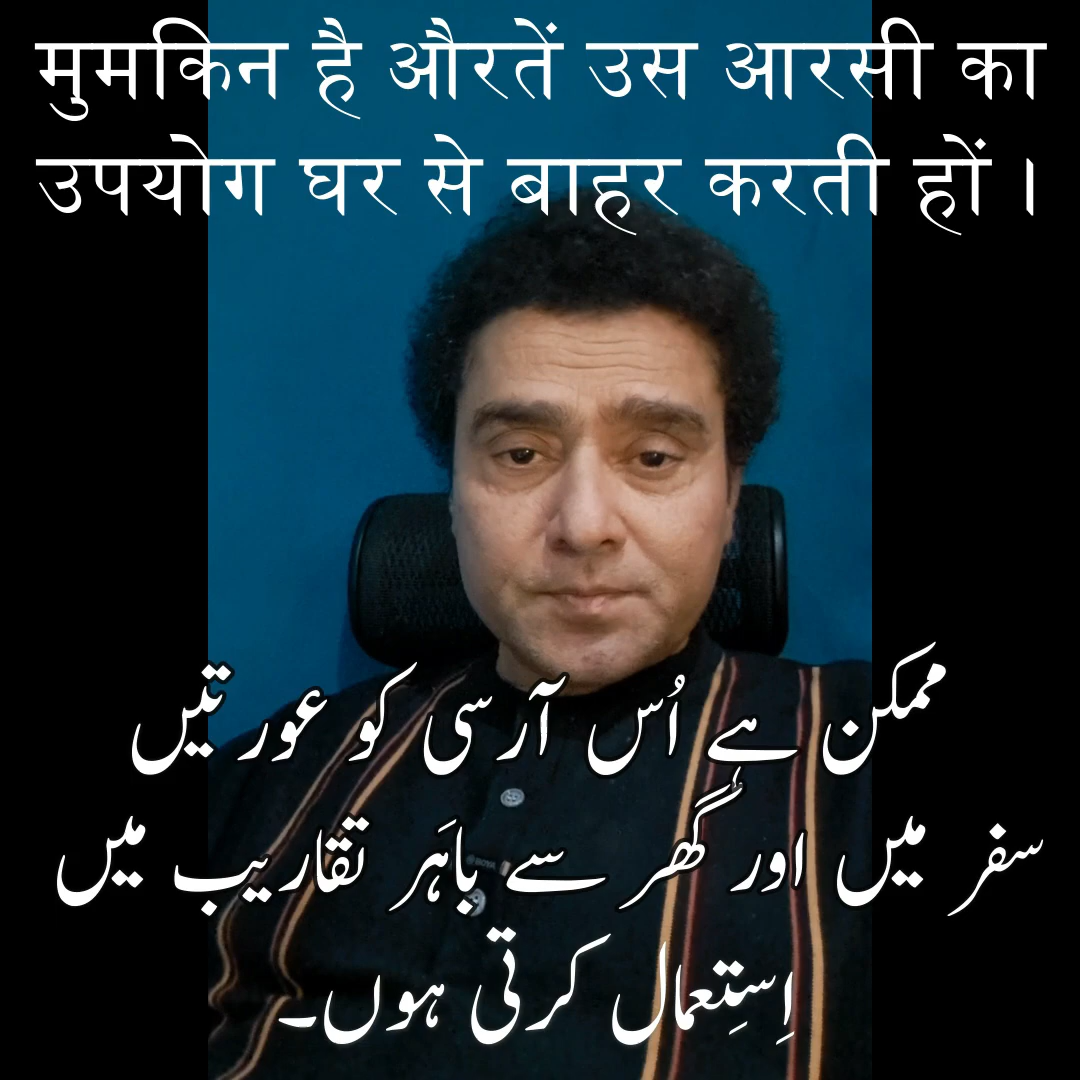 मुमकिन है औरतें उस आरसी का
उपयोग घर से बाहर करती हों ।
ممکن ہے اُس آرسی کو عورتیں
سفر میں اور گھر سے باہَر تقاریب میں
اِستِعمال کرتی ہوں۔
BOYA